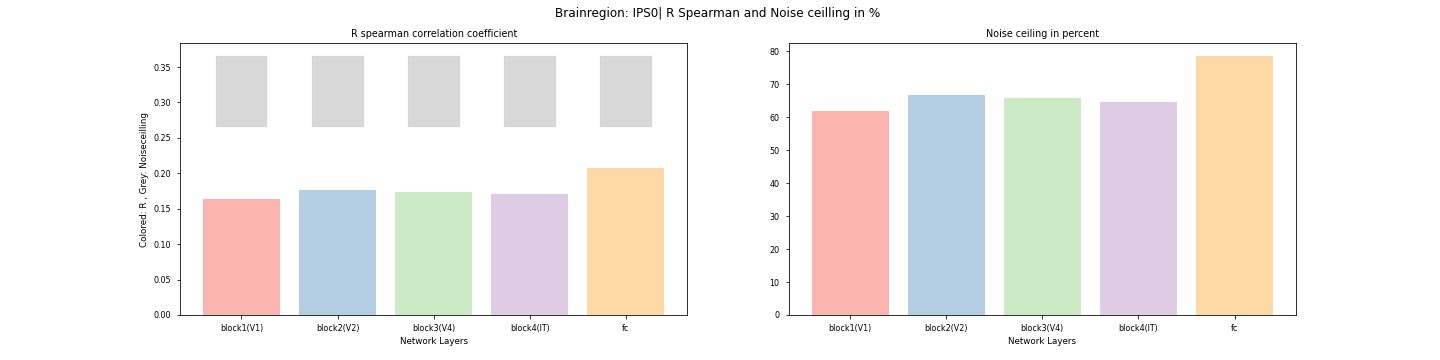 Brainregion: IPS0| R Spearman and Noise ceilling in %
R spearman correlation coefficient
Colored: R , Grey: Noiseceilling
0.35
0.30
0.25
0.20
0.15
0.10
0.05
0.00
block1(V1) block2(V2) block3(V4) block4(IT) fc
Network Layers
Noise ceiling in percent
80
70
60
50
40
30
20
10
0
block1(V1) block2(V2) block3(V4) block4(IT) fc
Network Layers